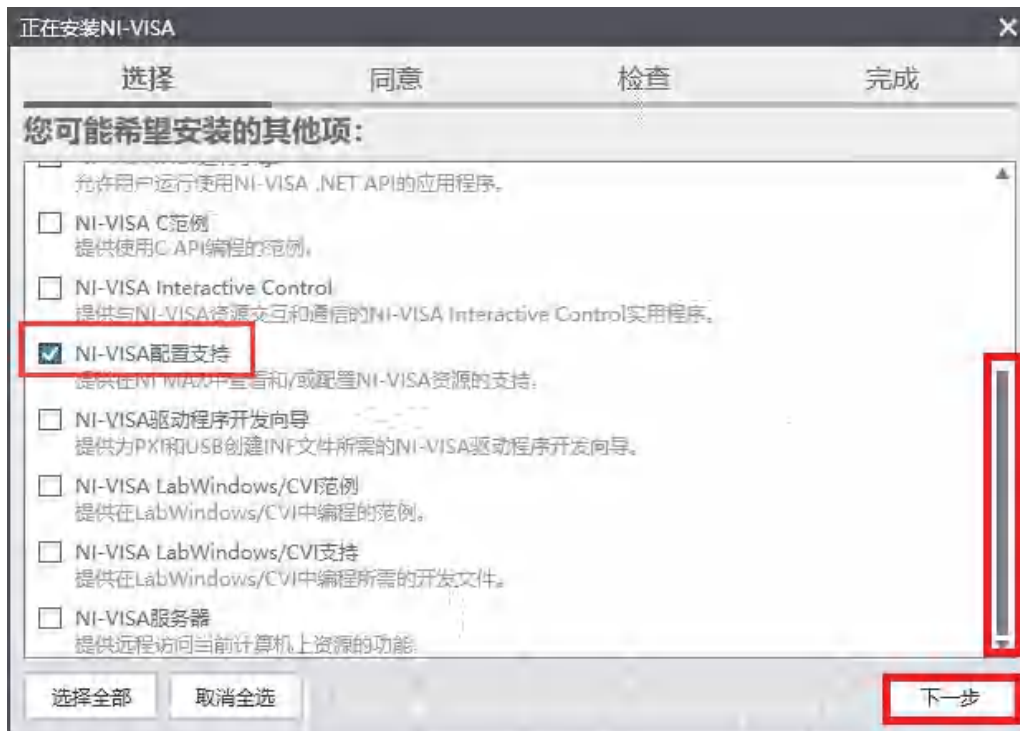 正在安装NI-VISA
选择 同意 检查 完成
您可能希望安装的其他项：
允许用户运行使用NI-VISA .NET API的应用程序。
NI-VISA C范例
提供使用C API编程的范例。
NI-VISA Interactive Control
提供与NI-VISA资源交互和通信的NI-VISA Interactive Control实用程序。
NI-VISA配置支持
提供在NI MAX中查看和/或配置NI-VISA资源的支持。
NI-VISA驱动程序开发向导
提供为PXI和USB创建INF文件所需的NI-VISA驱动程序开发向导。
NI-VISA LabWindows/CVI范例
提供在LabWindows/CVI中编程的范例。
NI-VISA LabWindows/CVI支持
提供在LabWindows/CVI中编程所需的开发文件。
NI-VISA服务器
提供远程访问当前计算机上资源的功能。
选择全部 取消全选 下一步